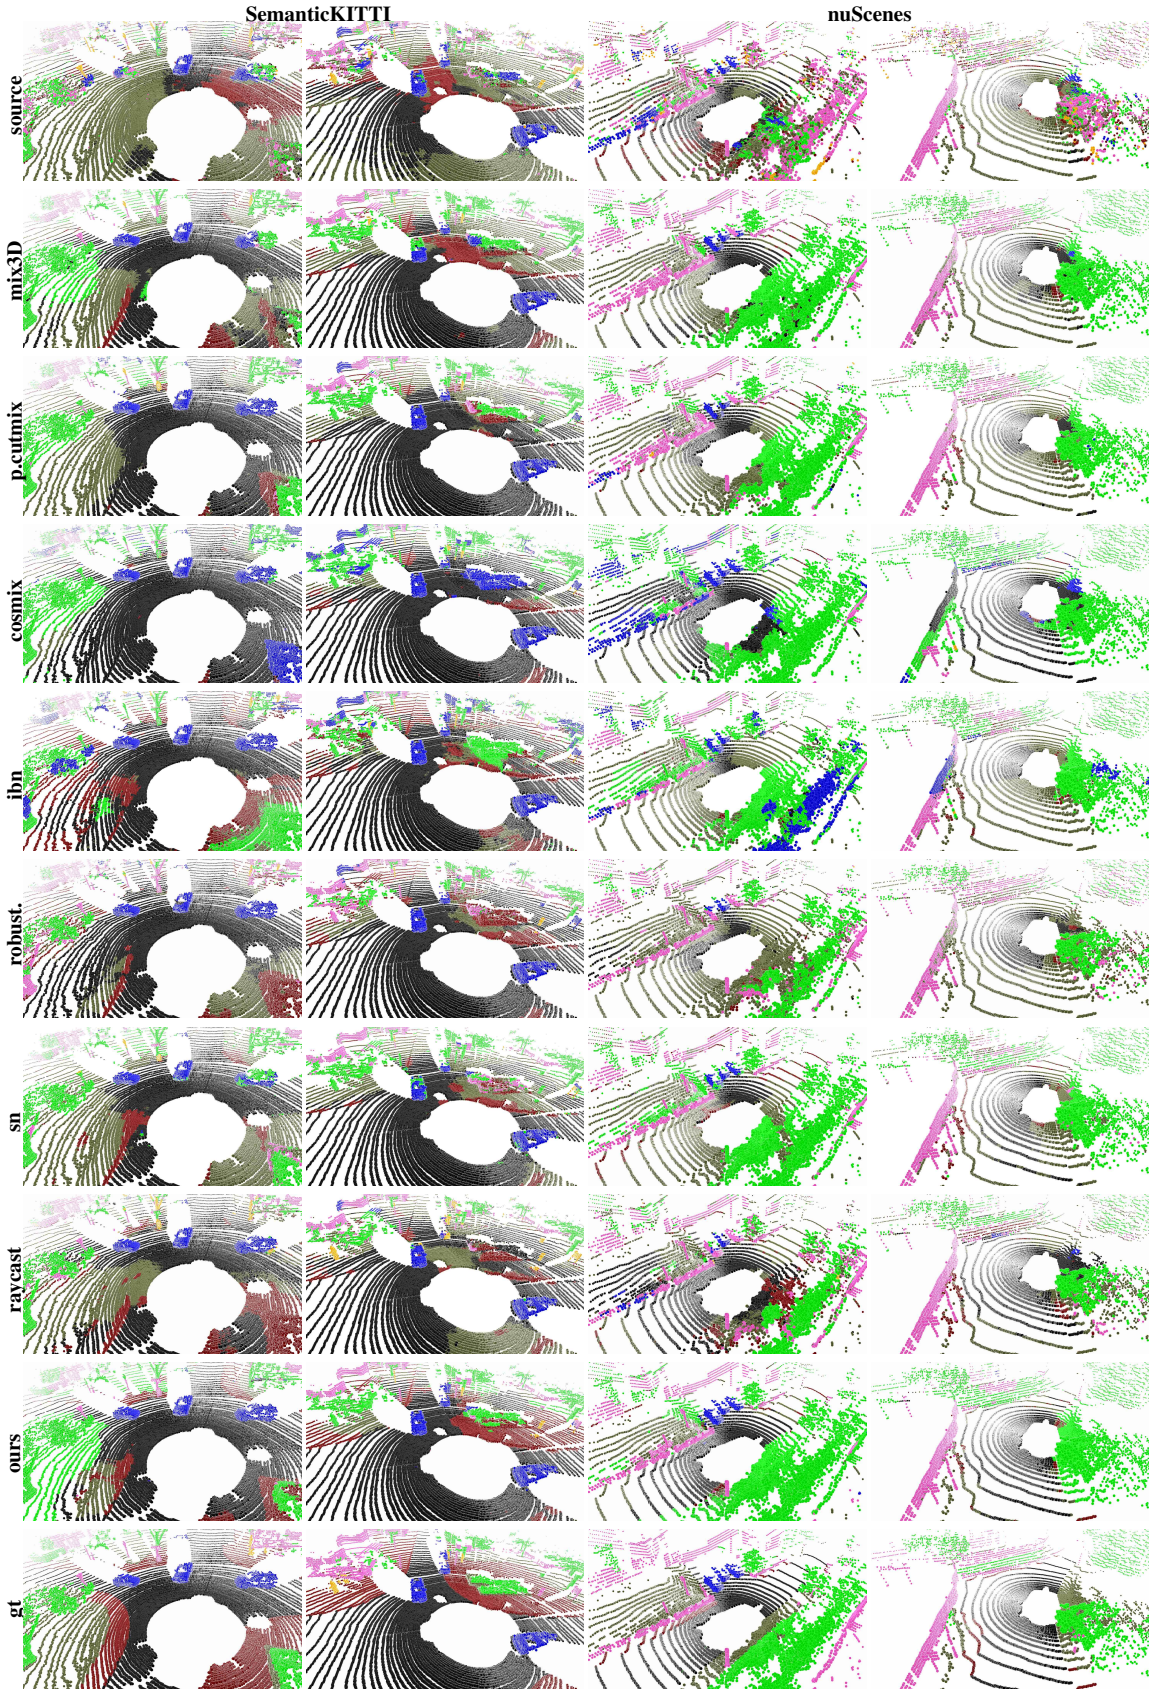 SemanticKITTI
nuScenes
source
mix3D
p.cutmix
cosmix
ibn
robust.
sn
raycast
ours
gt